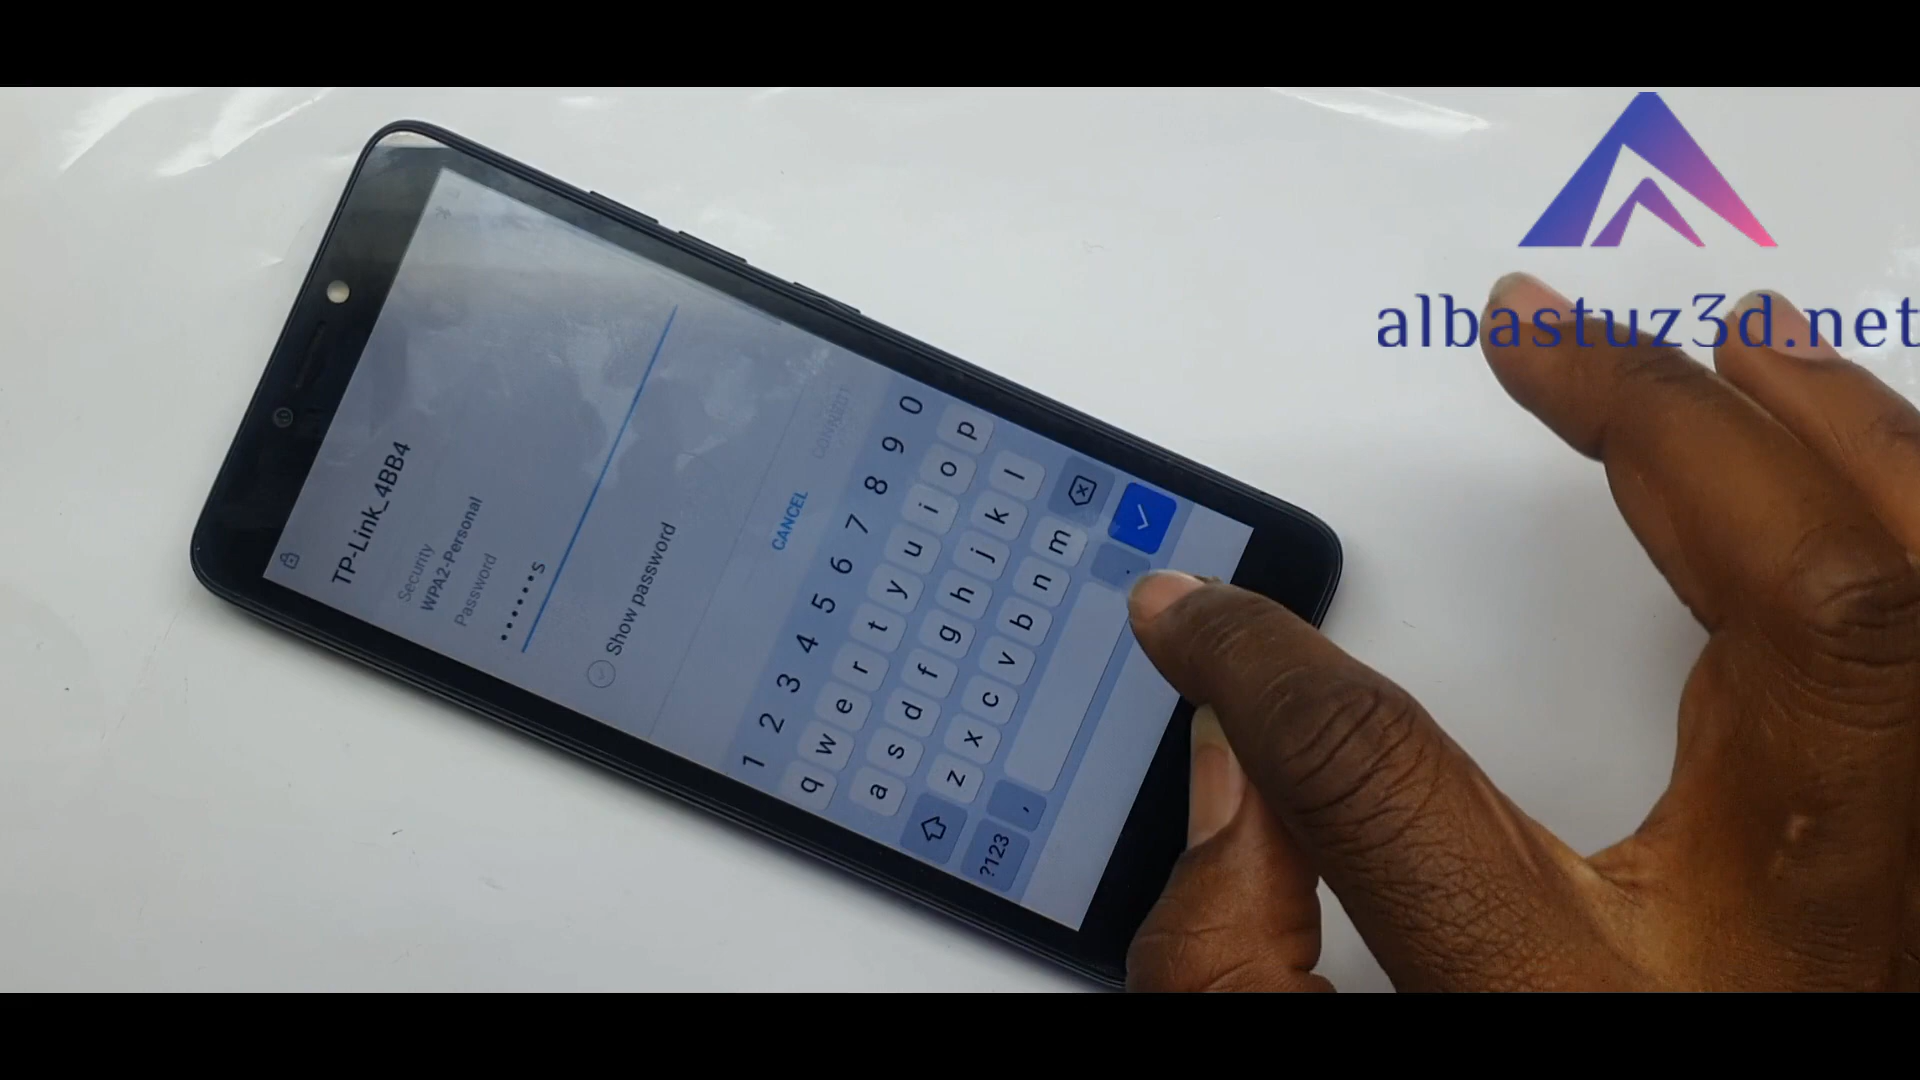 albastuz3d.net
TP-Link_4BB4
Security
WPA2-Personal
Password
••••••s
Show password
CANCEL CONNECT
1 2 3 4 5 6 7 8 9 0
q w e r t y u i o p
a s d f g h j k l
z x c v b n m
?123 , .